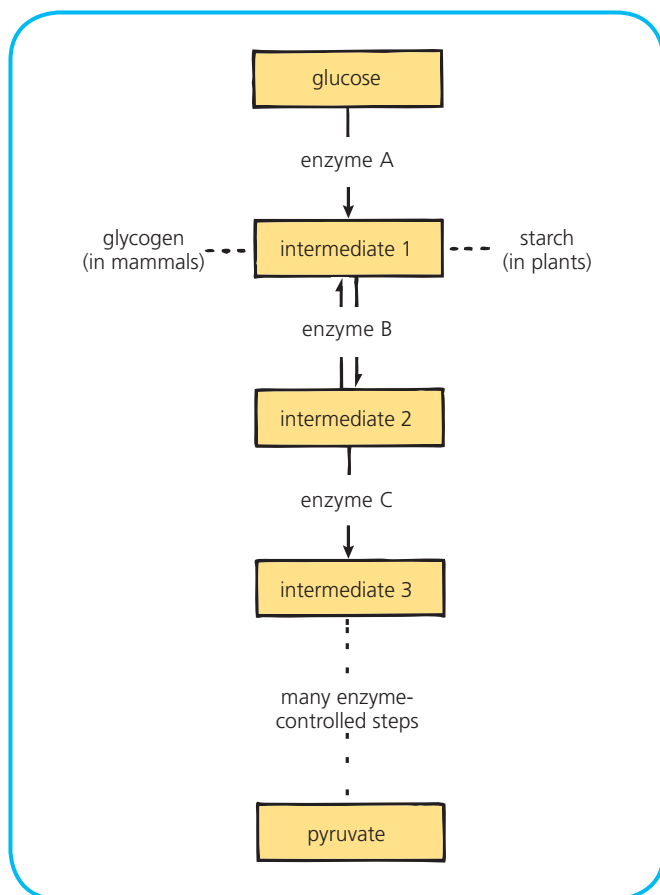 glucose
enzyme A
glycogen
(in mammals)
intermediate 1
starch
(in plants)
enzyme B
intermediate 2
enzyme C
intermediate 3
many enzyme-
controlled steps
pyruvate